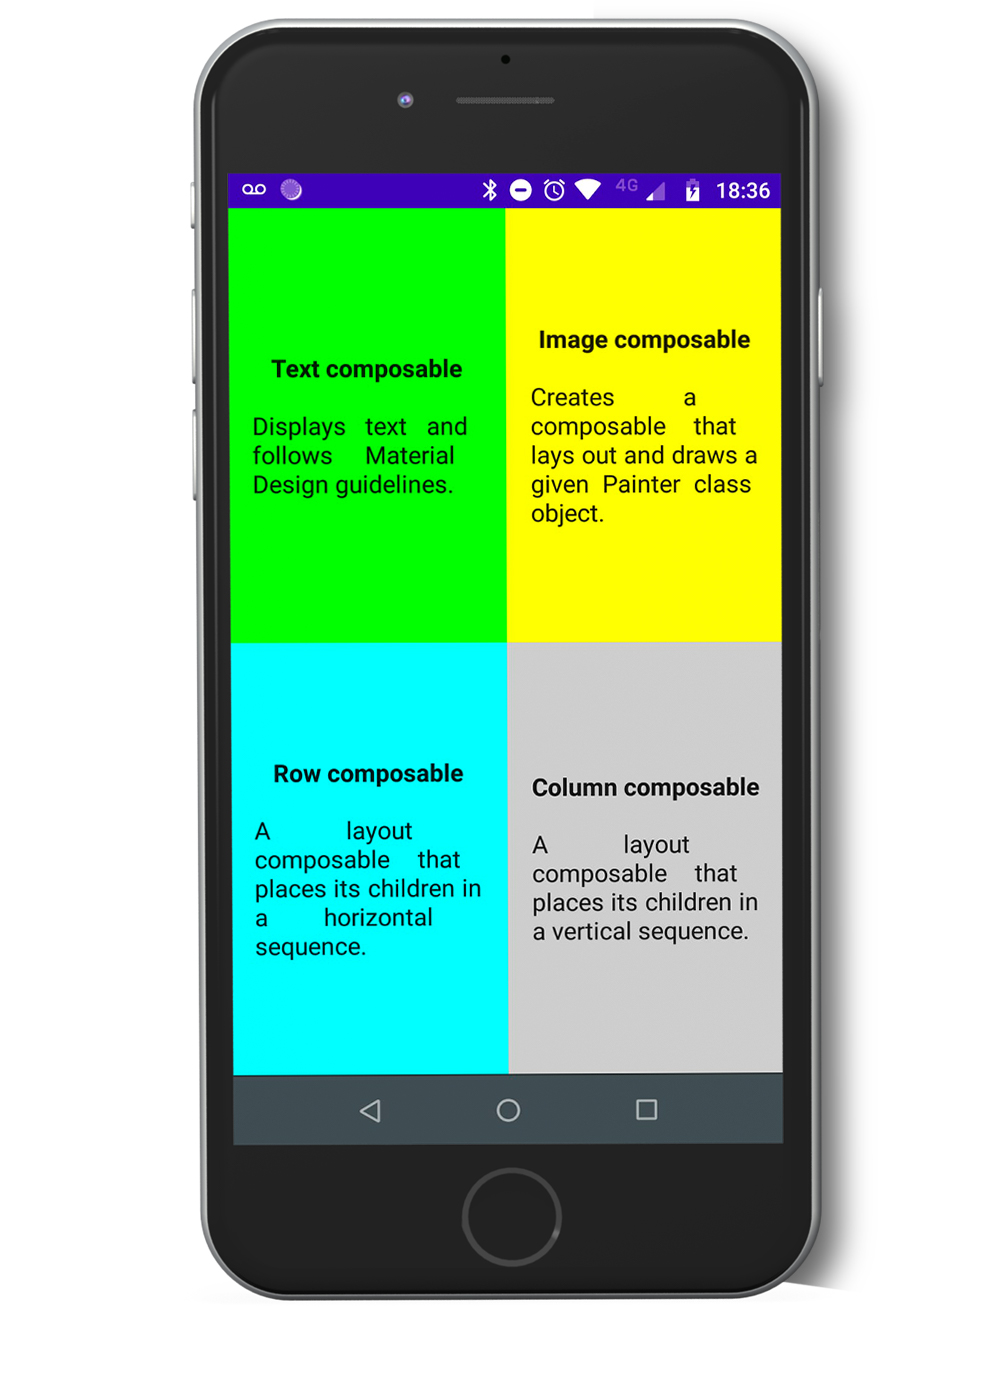 4G 18:36
Text composable
Displays text and
follows Material
Design guidelines.
Image composable
Creates a
composable that
lays out and draws a
given Painter class
object.
Row composable
A layout
composable that
places its children in
a horizontal
sequence.
Column composable
A layout
composable that
places its children in
a vertical sequence.